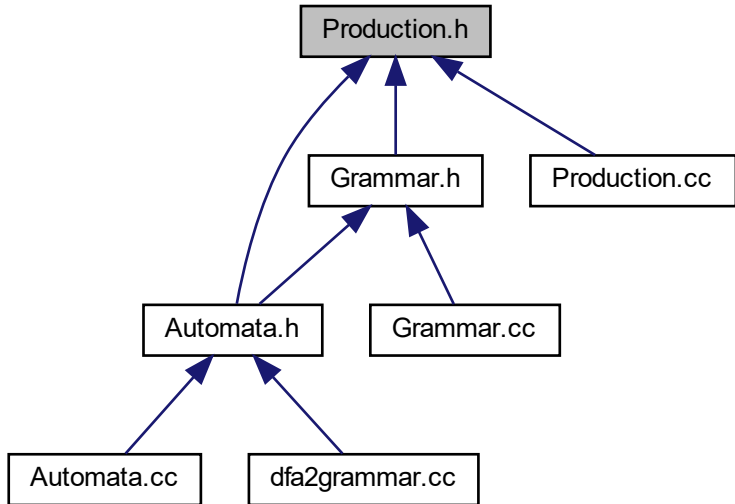 Production.h
Grammar.h
Production.cc
Automata.h
Grammar.cc
Automata.cc
dfa2grammar.cc